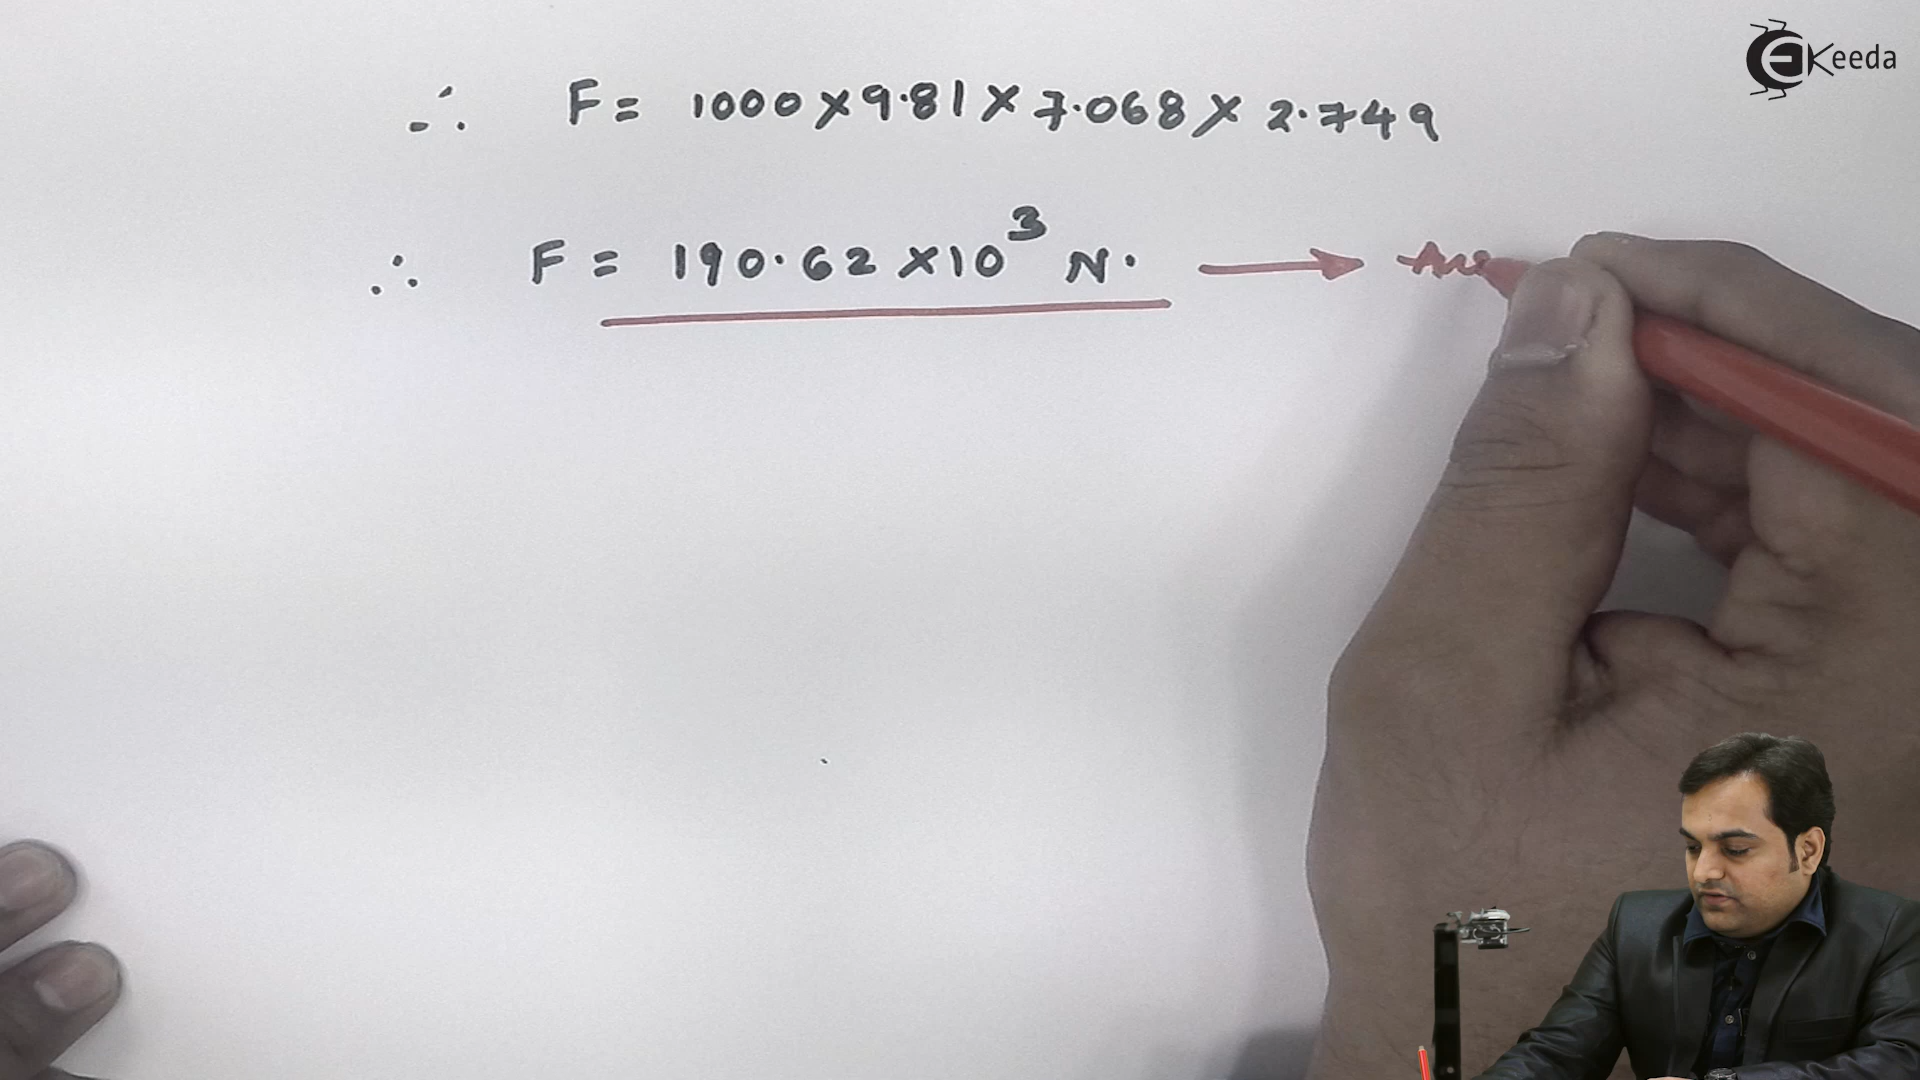 EKeeda
∴ F = 1000 × 9.81 × 7.068 × 2.749
∴ F = 190.62 × 10³ N. →